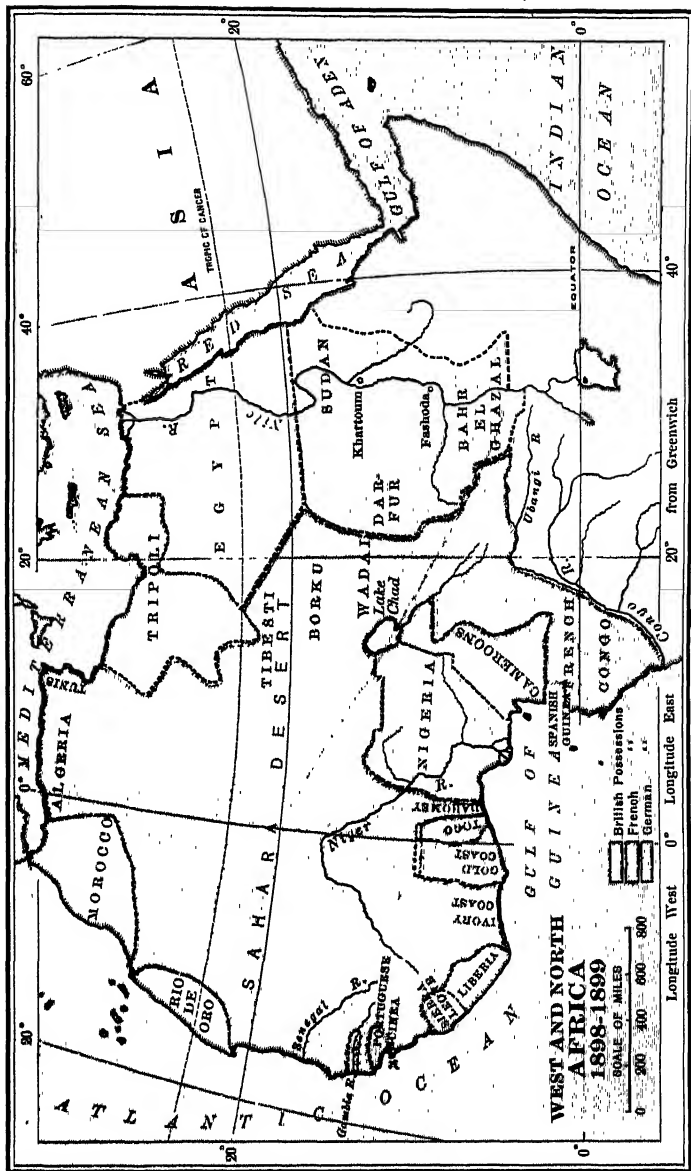 60°
40°
20°
0°
20°
20°
0°
20°
0°
MEDITERRANEAN SEA
ASIA
TROPIC OF CANCER
RED SEA
GULF OF ADEN
INDIAN
OCEAN
EQUATOR
ATLANTIC
OCEAN
GULF OF
GUINEA
MOROCCO
ALGERIA
TUNIS
TRIPOLI
EGYPT
R.
Nile
RIO
DE
ORO
SAHARA DESERT
TIBESTI
BORKU
WADAI
DAR-
FUR
SUDAN
Khartoum
Fashoda
BAHR
EL
GHAZAL
Lake
Chad
Senegal R.
Gambia R.
PORTUGUESE
GUINEA
SIERRA
LEONE
LIBERIA
IVORY
COAST
GOLD
COAST
TOGO
DAHOMEY
Niger
R.
NIGERIA
CAMEROONS
SPANISH
GUINEA
FRENCH
CONGO
Congo
R.
Ubangi R
WEST AND NORTH
AFRICA
1898-1899
SCALE OF MILES
0 200 400 600 800
British Possessions
French " "
German " "
Longitude West
0°
Longitude East
20°
from Greenwich
40°